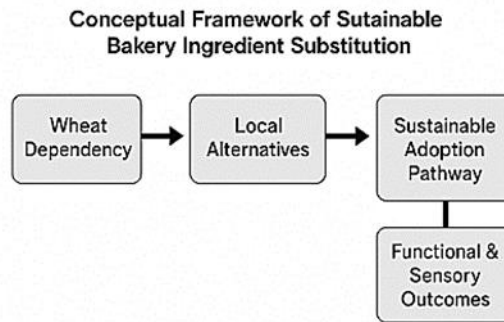 Conceptual Framework of Sutainable
Bakery Ingredient Substitution
Wheat
Dependency
Local
Alternatives
Sustainable
Adoption
Pathway
Functional &
Sensory
Outcomes